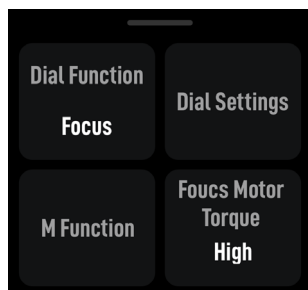 Dial Function
Focus
Dial Settings
M Function
Foucs Motor
Torque
High